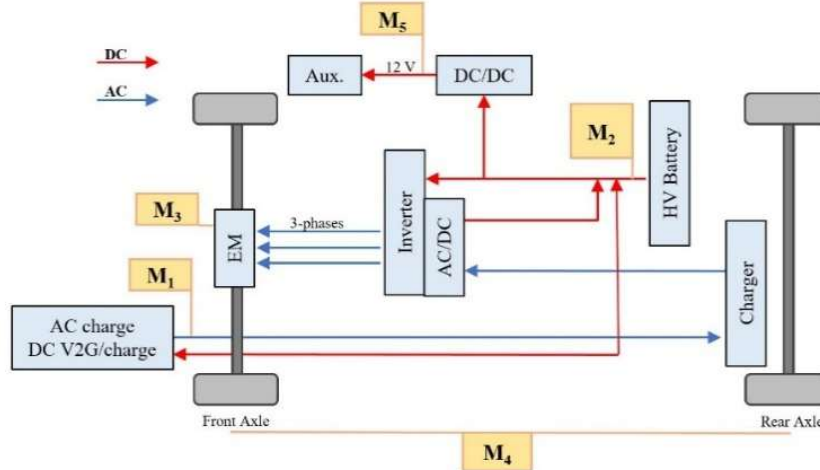 M5
DC
AC
Aux.
12 V
DC/DC
M2
HV Battery
Inverter
AC/DC
M3
EM
3-phases
M1
Charger
AC charge
DC V2G/charge
Front Axle
Rear Axle
M4